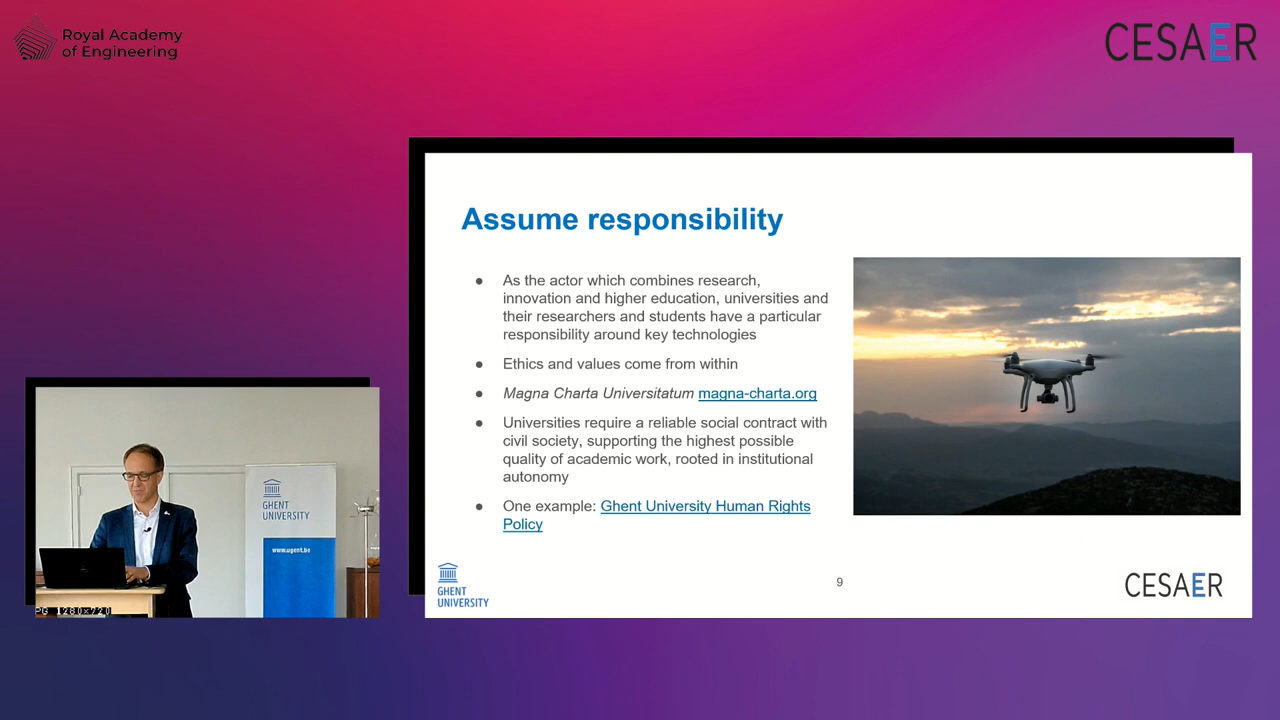 Royal Academy
of Engineering
CESAER
Assume responsibility
● As the actor which combines research,
innovation and higher education, universities and
their researchers and students have a particular
responsibility around key technologies
● Ethics and values come from within
● Magna Charta Universitatum magna-charta.org
● Universities require a reliable social contract with
civil society, supporting the highest possible
quality of academic work, rooted in institutional
autonomy
● One example: Ghent University Human Rights
Policy
GHENT
UNIVERSITY
9
CESAER
GHENT
UNIVERSITY
www.ugent.be
1280x720